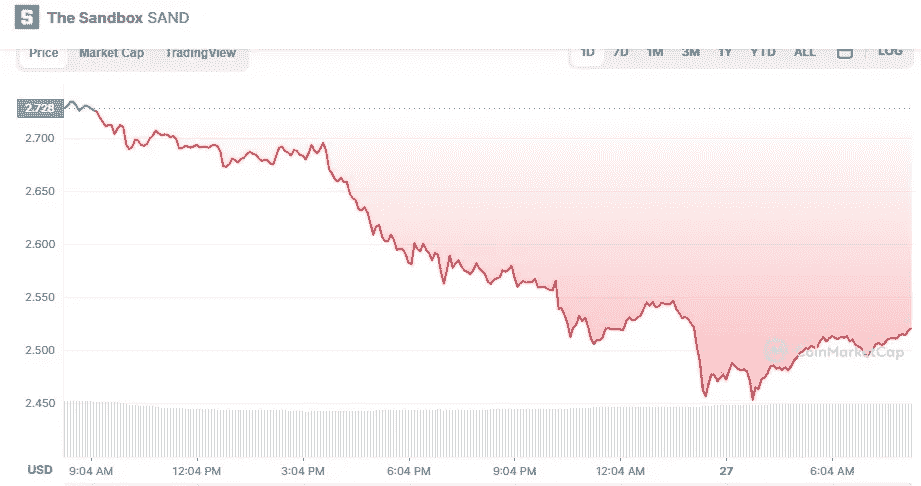 The Sandbox SAND
Price Market Cap TradingView 1D 7D 1M 3M 1Y YTD ALL LOG
2.728
2.700
2.650
2.600
2.550
2.500
CoinMarketCap
2.450
USD 9:04 AM 12:04 PM 3:04 PM 6:04 PM 9:04 PM 12:04 AM 27 6:04 AM